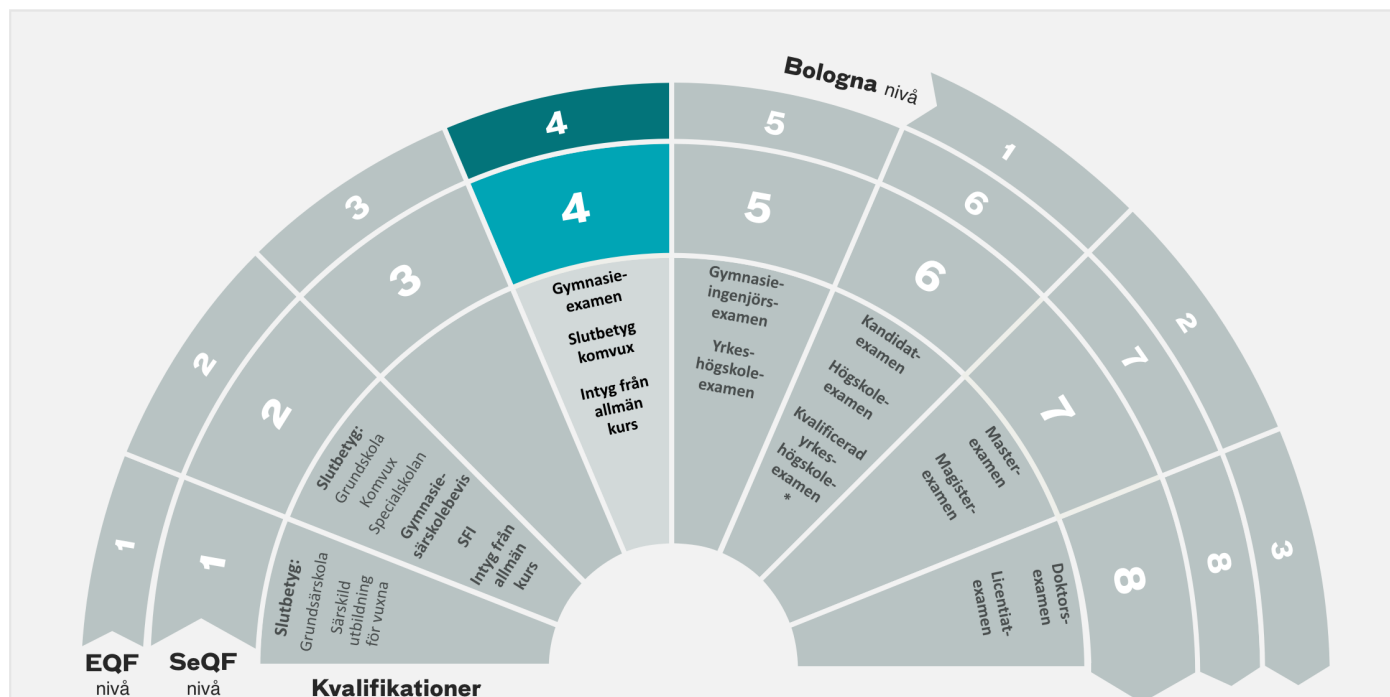 Bologna nivå
4
5
1
3
6
4
5
2
3
6
2
7
2
7
1
8
3
1
8
Gymnasie-
examen
Slutbetyg
komvux
Intyg från
allmän
kurs
Gymnasie-
ingenjörs-
examen
Yrkes-
högskole-
examen
Kandidat-
examen
Högskole-
examen
Kvalificerad
yrkes-
högskole-
examen
*
Master-
examen
Magister-
examen
Doktors-
examen
Licentiat-
examen
Slutbetyg:
Grundskola
Komvux
Specialskolan
Gymnasie-
särskolebevis
SFI
Intyg från
allmän
kurs
Slutbetyg:
Grundsärskola
Särskild
utbildning
för vuxna
EQF
nivå
SeQF
nivå
Kvalifikationer